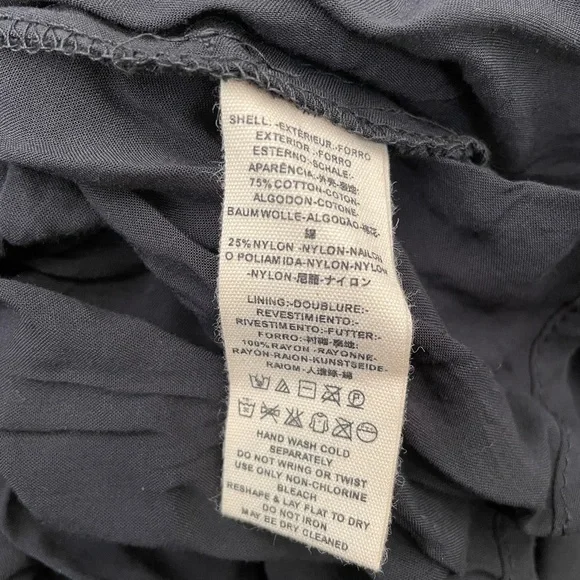 SHELL:-EXTÉRIEUR:-FORRO
EXTERIOR:-FORRO
ESTERNO:-SCHALE:
APARÊNCIA:-外壳:-表地:
75%COTTON-COTON-
ALGODON-COTONE-
BAUMWOLLE-ALGODÃO-棉花-
綿
25%NYLON-NYLON-NAILON
O POLIAMIDA-NYLON-NYLON
-NYLON-尼龍-ナイロン
LINING:-DOUBLURE:-
REVESTIMIENTO:-
RIVESTIMENTO:-FUTTER:-
FORRO:-衬裡:-裏地:
100%RAYON-RAYONNE-
RAYON-RAION-KUNSTSEIDE-
RAIOM-人造絲-絹
HAND WASH COLD
SEPARATELY
DO NOT WRING OR TWIST
USE ONLY NON-CHLORINE
BLEACH
RESHAPE & LAY FLAT TO DRY
DO NOT IRON
MAY BE DRY CLEANED